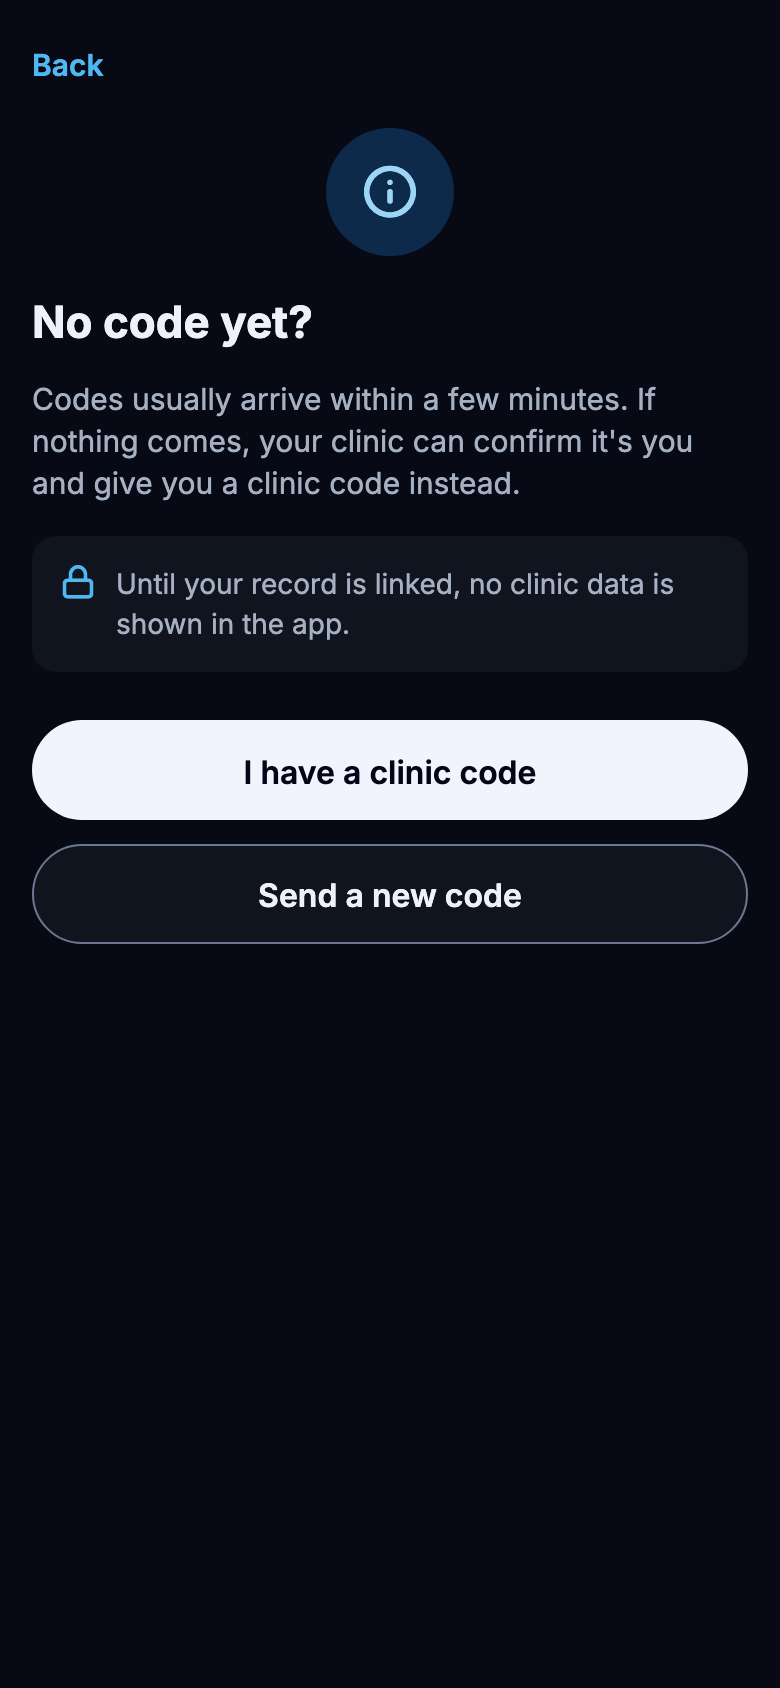 Back
No code yet?
Codes usually arrive within a few minutes. If
nothing comes, your clinic can confirm it's you
and give you a clinic code instead.
Until your record is linked, no clinic data is
shown in the app.
I have a clinic code
Send a new code